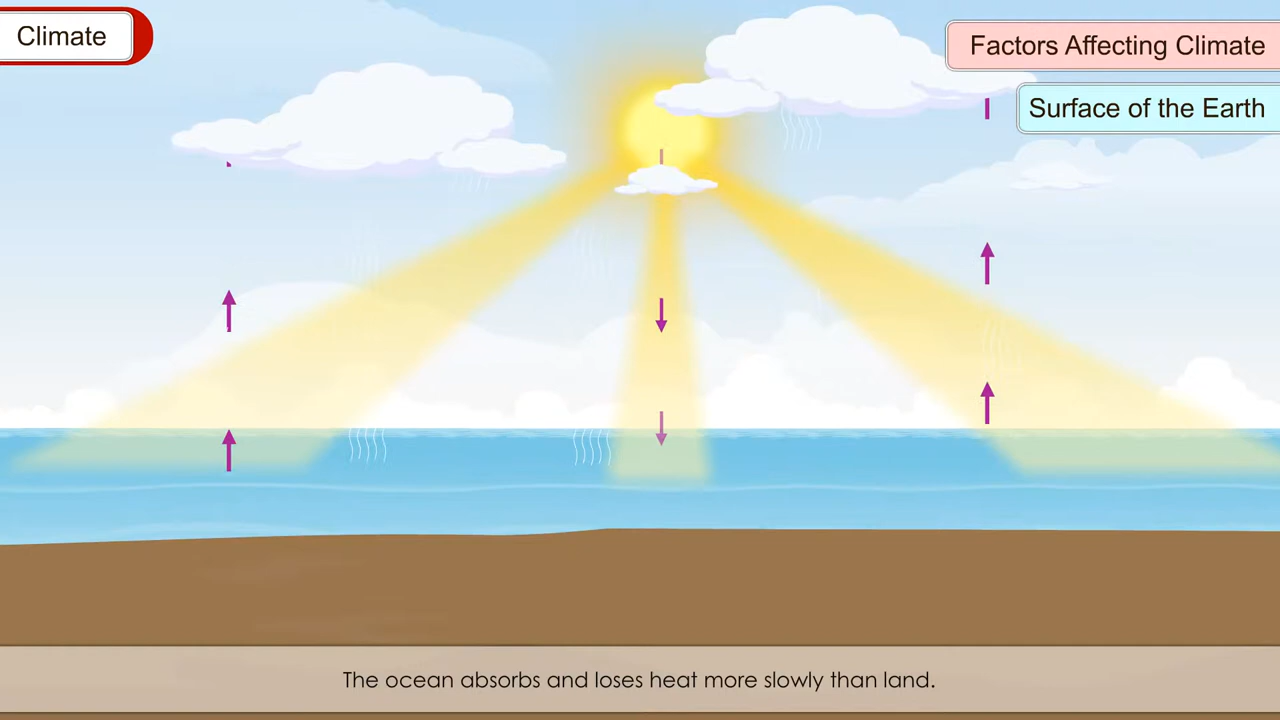 Climate
Factors Affecting Climate
Surface of the Earth
The ocean absorbs and loses heat more slowly than land.